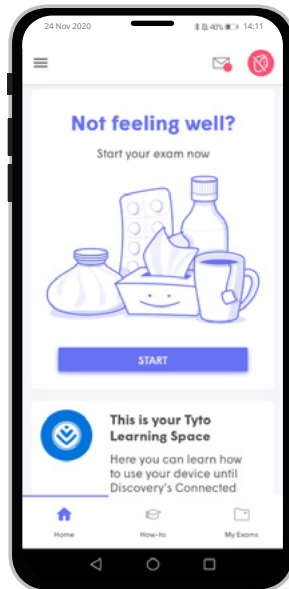 24 Nov 2020 40% 14:11
Not feeling well?
Start your exam now
START
This is your Tyto
Learning Space
Here you can learn how
to use your device until
Discovery's Connected
Home How-to My Exams